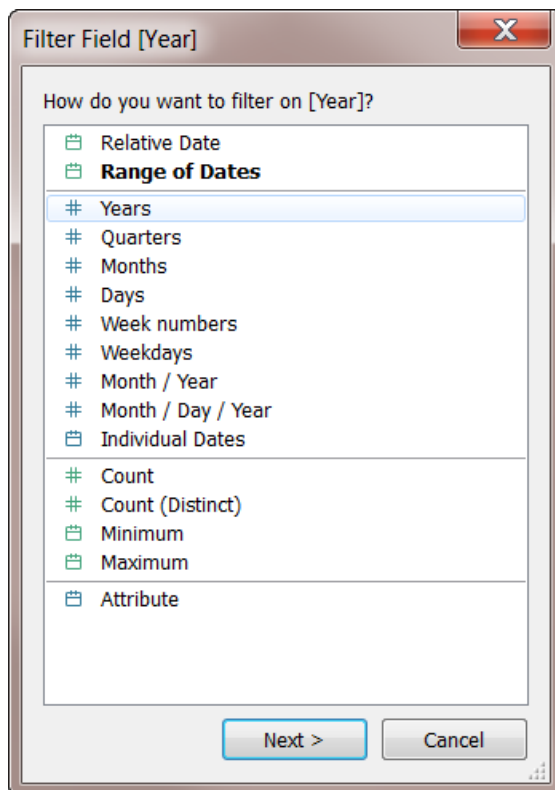 Filter Field [Year]
How do you want to filter on [Year]?
Relative Date
Range of Dates
Years
Quarters
Months
Days
Week numbers
Weekdays
Month / Year
Month / Day / Year
Individual Dates
Count
Count (Distinct)
Minimum
Maximum
Attribute
Next >
Cancel